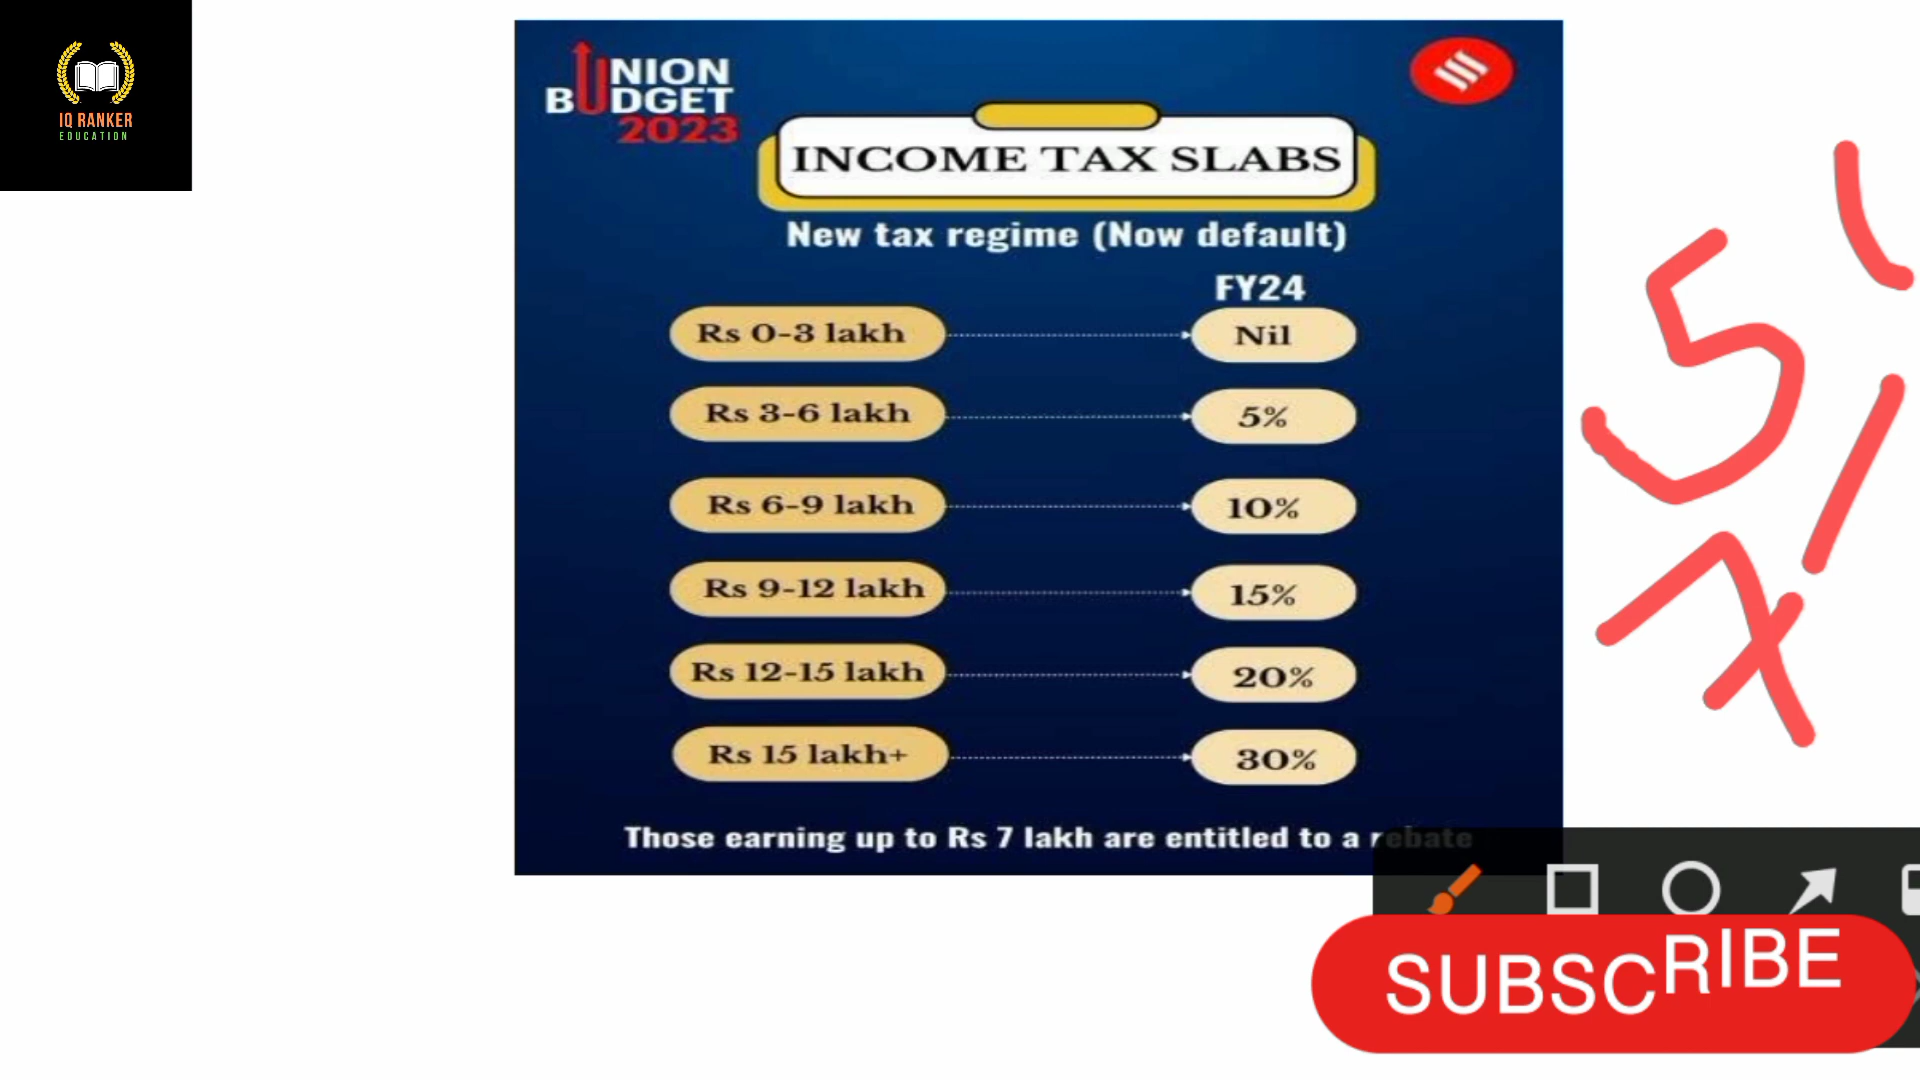 IQ RANKER
EDUCATION
UNION
BUDGET
2023
INCOME TAX SLABS
New tax regime (Now default)
FY24
Rs 0-3 lakh Nil
Rs 3-6 lakh 5%
Rs 6-9 lakh 10%
Rs 9-12 lakh 15%
Rs 12-15 lakh 20%
Rs 15 lakh+ 30%
Those earning up to Rs 7 lakh are entitled to a rebate
5
7
SUBSCRIBE